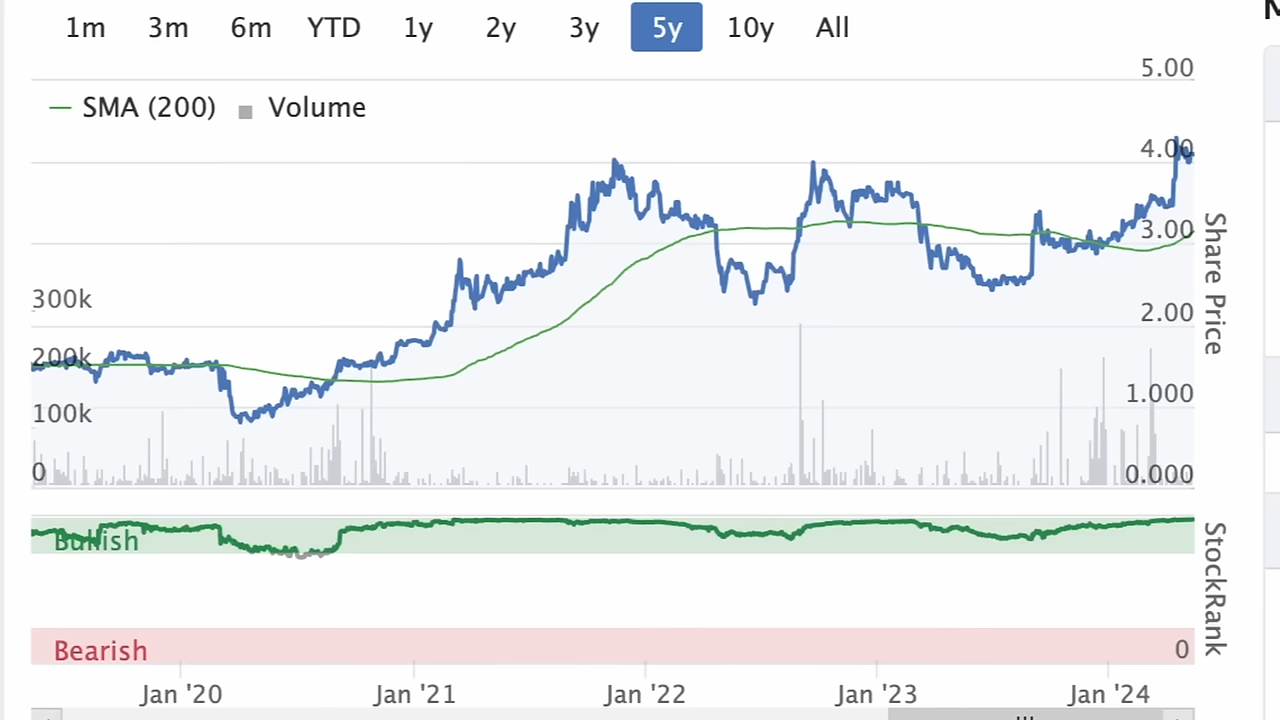 1m 3m 6m YTD 1y 2y 3y 5y 10y All
5.00
SMA (200) Volume
4.00
3.00
300k
2.00
200k
1.000
100k
0
0.000
Share Price
Bullish
StockRank
Bearish
0
Jan '20 Jan '21 Jan '22 Jan '23 Jan '24